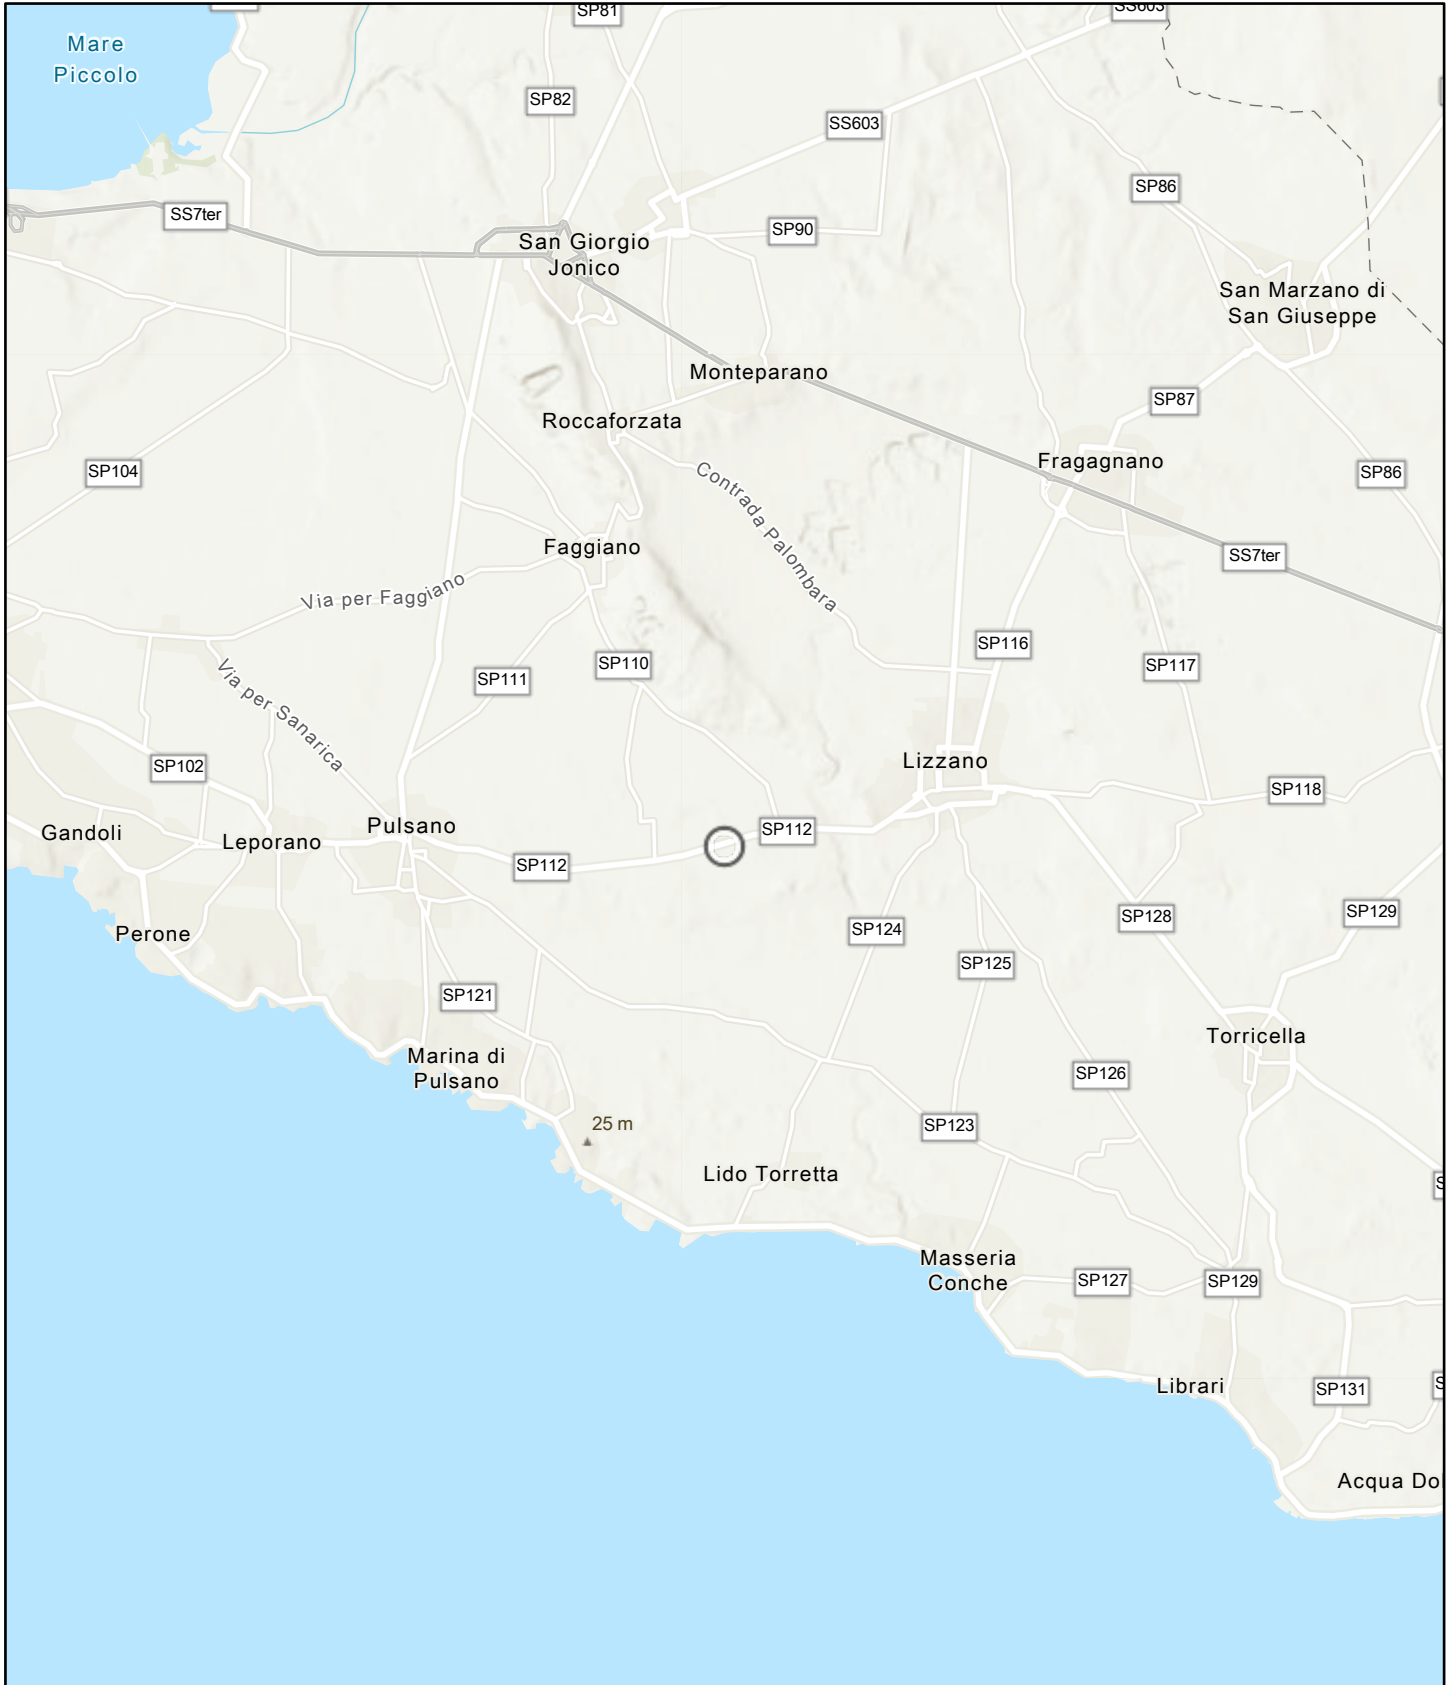 SP81
SS603
Mare
Piccolo
SP82
SS603
SP86
SS7ter
SP90
San Giorgio
Jonico
San Marzano di
San Giuseppe
Monteparano
SP87
Roccaforzata
Fragagnano
SP104
Contrada Palombara
SP86
Faggiano
SS7ter
Via per Faggiano
SP116
SP110
SP117
SP111
Via per Sanarica
Lizzano
SP102
SP118
Gandoli
Pulsano
SP112
Leporano
SP112
SP129
SP128
Perone
SP124
SP125
SP121
Torricella
Marina di
Pulsano
SP126
25 m
SP123
Lido Torretta
Masseria
Conche
SP127
SP129
Librari
SP131
Acqua Do